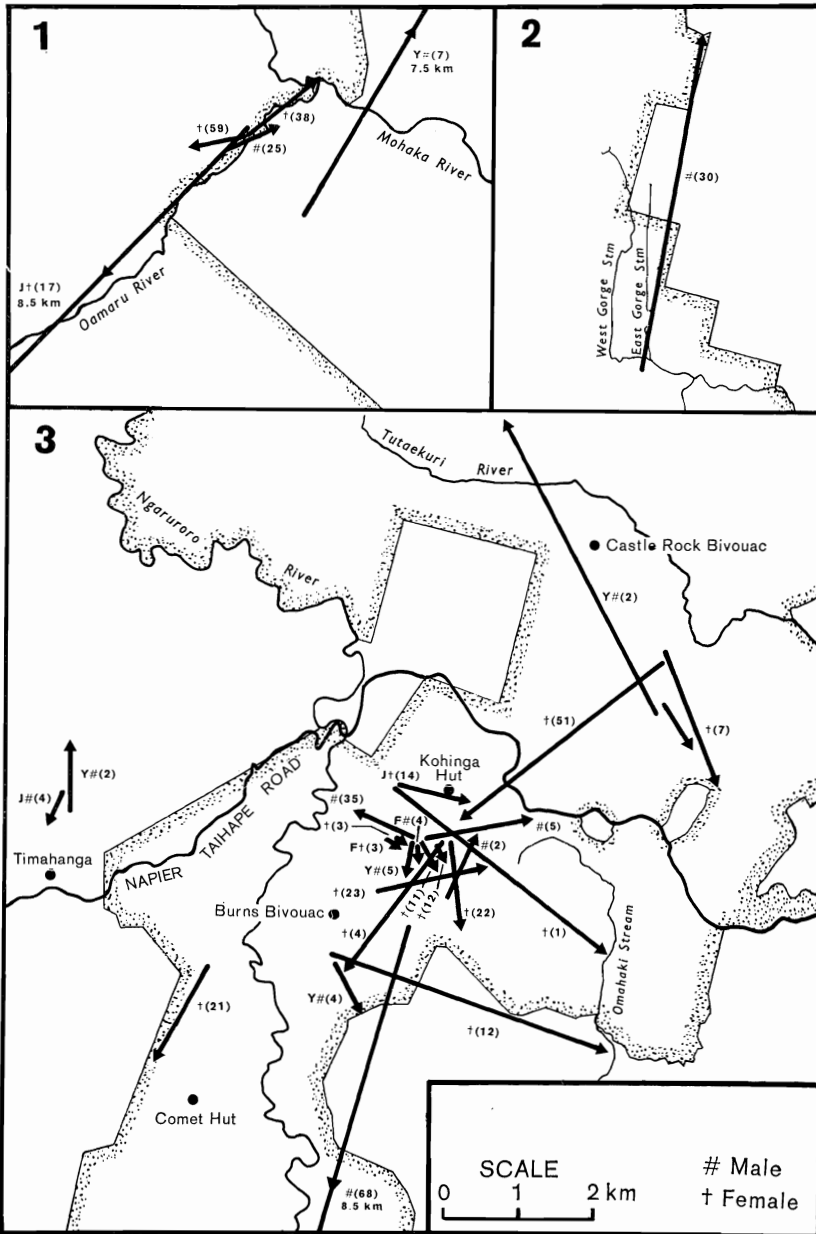 1
Y#(7)
7.5 km
†(38)
†(59)
#(25)
Mohaka River
J†(17)
8.5 km
Oamaru River
2
#(30)
West Gorge Stm
East Gorge Stm
3
Tutaekuri River
Ngaruroro River
Castle Rock Bivouac
Y#(2)
†(51)
†(7)
Kohinga
Hut
J†(14)
Y#(2)
J#(4)
#(35)
F#(4)
†(3)
#(5)
F†(3)
#(2)
Timahanga
NAPIER TAIHAPE ROAD
Y#(5)
†(23)
†(11)
†(12)
†(22)
Burns Bivouac
†(4)
†(1)
Omahaki Stream
†(21)
Y#(4)
†(12)
Comet Hut
#(68)
8.5 km
SCALE
0 1 2 km
# Male
† Female